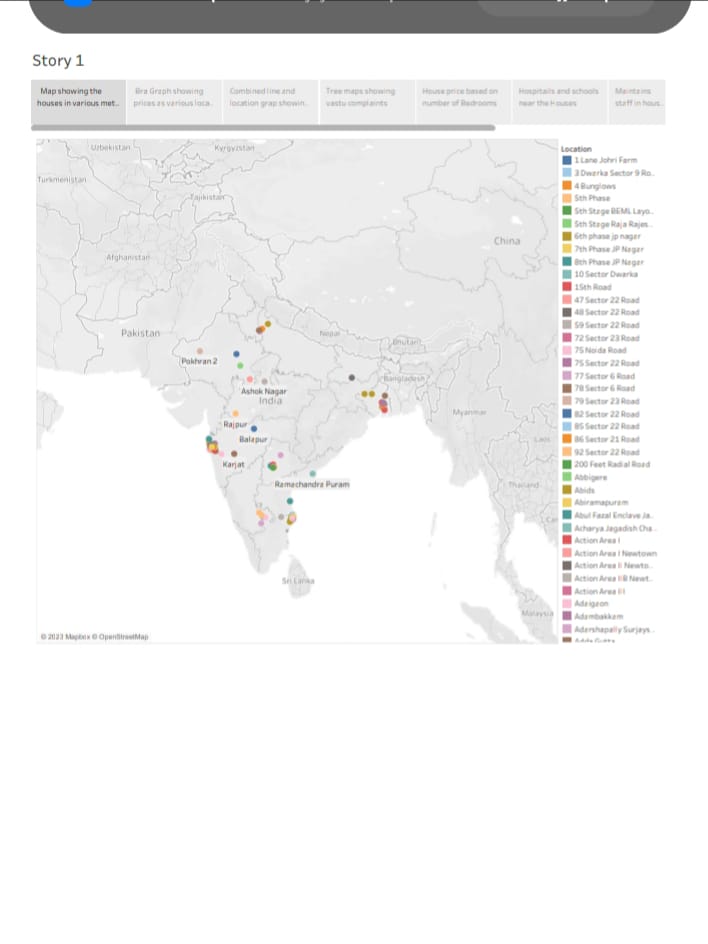 Story 1
Map showing the
houses in various met..
Bra Graph showing
prices as various loca..
Combined line and
location grap showin..
Tree maps showing
vastu complaints
House price based on
number of Bedrooms
Hospitails and schools
near the Houses
Maintains
staff in hous..
Uzbekistan
Kyrgyzstan
Turkmenistan
Tajikistan
China
Afghanistan
Pakistan
Nepal
Bhutan
Pokhran 2
Bangladesh
Ashok Nagar
India
Myanmar
Rajpur
Balapur
Laos
Karjat
Ramachandra Puram
Thailand
Sri Lanka
Malaysia
© 2023 Mapbox © OpenStreetMap
Location
1 Lane Johri Farm
3 Dwarka Sector 9 Ro..
4 Bunglows
5th Phase
5th Stage BEML Layo..
5th Stage Raja Rajes..
6th phase jp nagar
7th Phase JP Nagar
8th Phase JP Nagar
10 Sector Dwarka
15th Road
47 Sector 22 Road
48 Sector 22 Road
59 Sector 22 Road
72 Sector 23 Road
75 Noida Road
75 Sector 22 Road
77 Sector 6 Road
78 Sector 6 Road
79 Sector 23 Road
82 Sector 22 Road
85 Sector 22 Road
86 Sector 21 Road
92 Sector 22 Road
200 Feet Radial Road
Abbigere
Abids
Abiramapuram
Abul Fazal Enclave Ja..
Acharya Jagadish Cha..
Action Area I
Action Area I Newtown
Action Area II Newto..
Action Area IIB Newt..
Action Area III
Adaigaon
Adambakkam